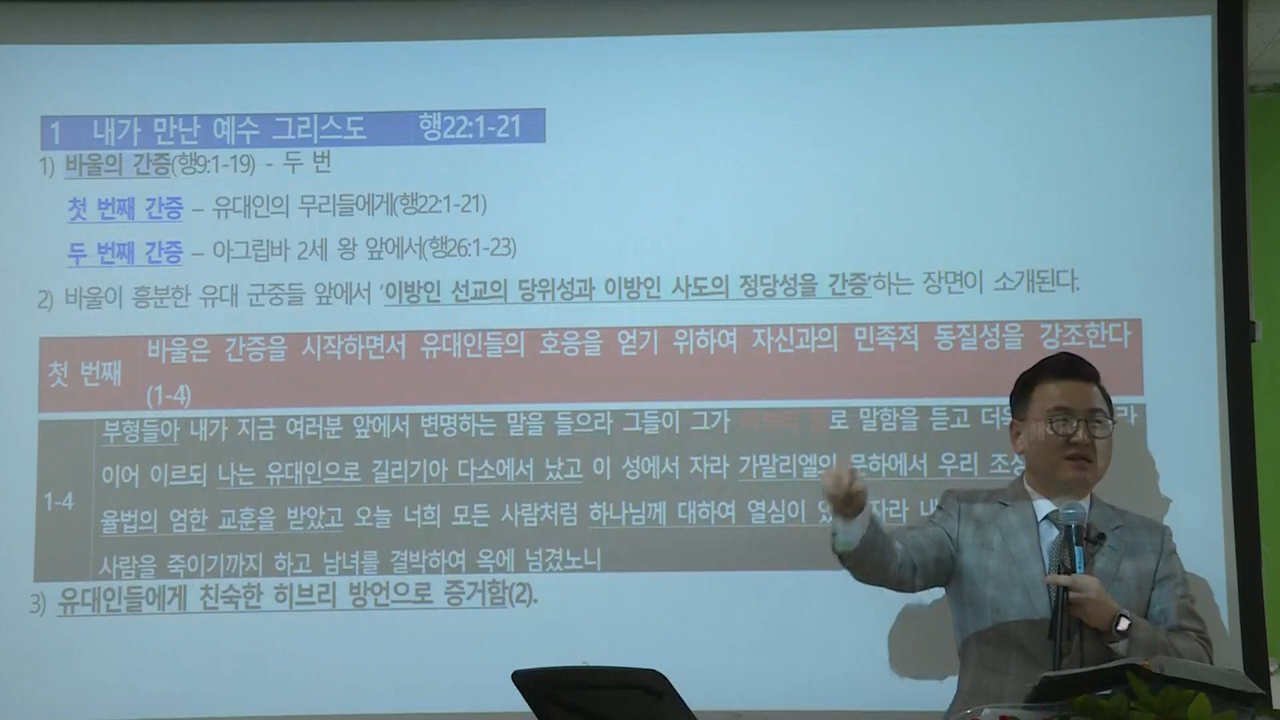 1 내가 만난 예수 그리스도 행22:1-21
1) 바울의 간증(행9:1-19) - 두 번
첫 번째 간증 – 유대인의 무리들에게(행22:1-21)
두 번째 간증 – 아그립바 2세 왕 앞에서(행26:1-23)
2) 바울이 흥분한 유대 군중들 앞에서 '이방인 선교의 당위성과 이방인 사도의 정당성을 간증'하는 장면이 소개된다.
첫 번째 바울은 간증을 시작하면서 유대인들의 호응을 얻기 위하여 자신과의 민족적 동질성을 강조한다
(1-4)
부형들아 내가 지금 여러분 앞에서 변명하는 말을 들으라 그들이 그가 로 말함을 듣고
이어 이르되 나는 유대인으로 길리기아 다소에서 났고 이 성에서 자라 가말리엘의 문하에서 우리
1-4
율법의 엄한 교훈을 받았고 오늘 너희 모든 사람처럼 하나님께 대하여 열심이
사람을 죽이기까지 하고 남녀를 결박하여 옥에 넘겼노니
3) 유대인들에게 친숙한 히브리 방언으로 증거함(2).